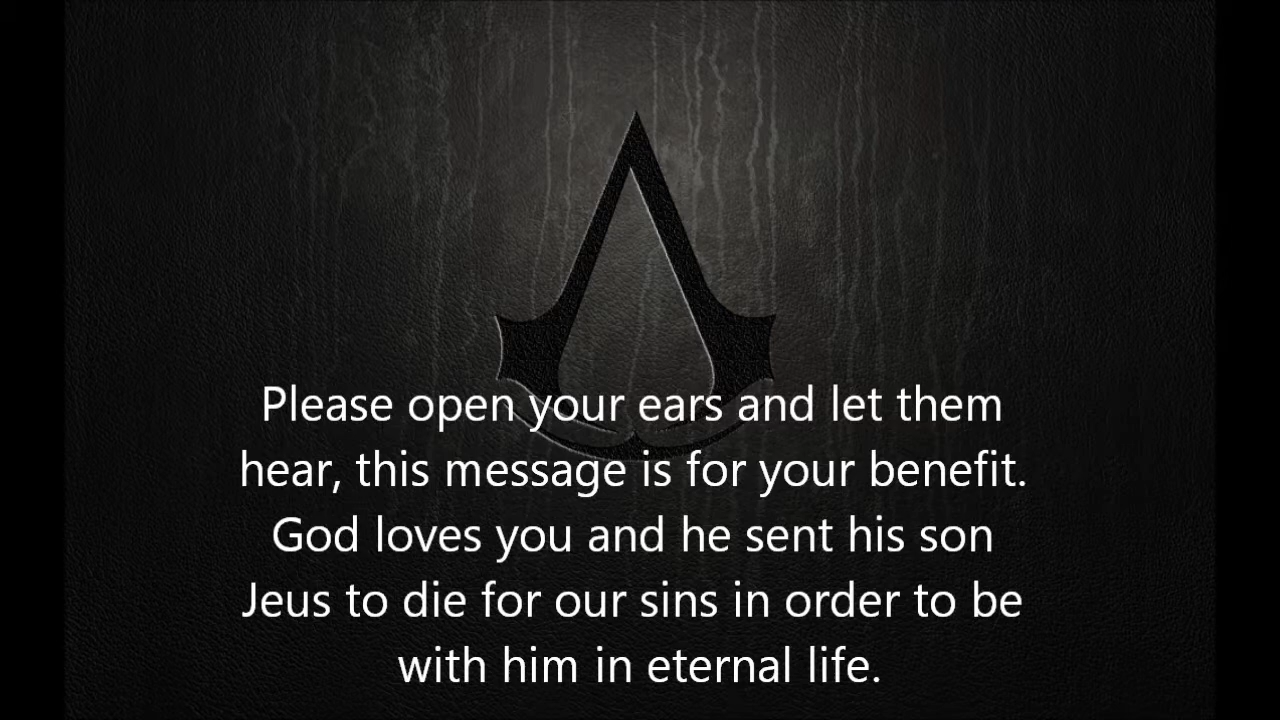 Please open your ears and let them
hear, this message is for your benefit.
God loves you and he sent his son
Jeus to die for our sins in order to be
with him in eternal life.